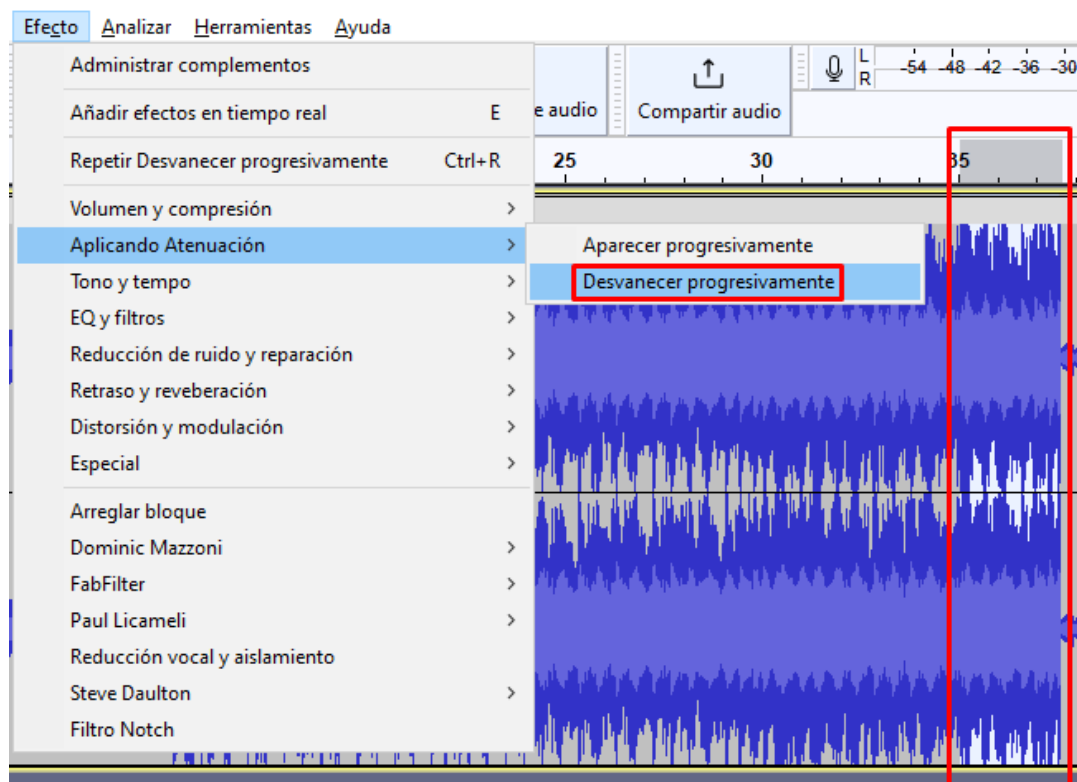 Efecto Analizar Herramientas Ayuda
Administrar complementos
Añadir efectos en tiempo real E
Repetir Desvanecer progresivamente Ctrl+R
Volumen y compresión
Aplicando Atenuación
Tono y tempo
EQ y filtros
Reducción de ruido y reparación
Retraso y reveberación
Distorsión y modulación
Especial
Arreglar bloque
Dominic Mazzoni
FabFilter
Paul Licameli
Reducción vocal y aislamiento
Steve Daulton
Filtro Notch
Aparecer progresivamente
Desvanecer progresivamente
e audio
Compartir audio
L
R
-54 -48 -42 -36 -30
25 30 35